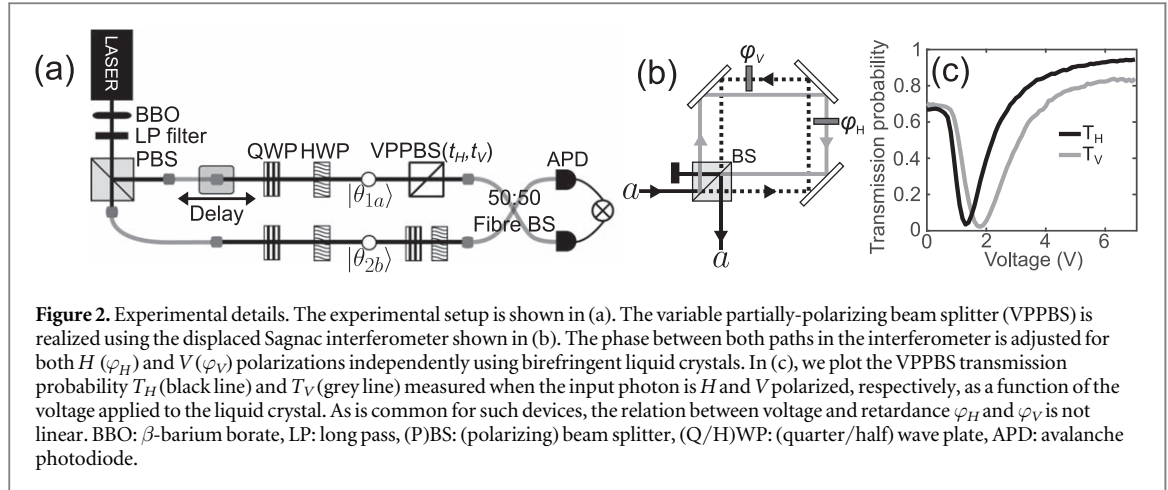 (a)
LASER
BBO
LP filter
PBS
QWP HWP VPPBS(t_H,t_V)
APD
|θ_{1a}⟩
Delay
50:50
Fibre BS
|θ_{2b}⟩
(b)
φ_V
φ_H
BS
a
a
(c)
Transmission probability
1
0.8
0.6
0.4
0.2
0
T_H
T_V
0 2 4 6
Voltage (V)
Figure 2. Experimental details. The experimental setup is shown in (a). The variable partially-polarizing beam splitter (VPPBS) is
realized using the displaced Sagnac interferometer shown in (b). The phase between both paths in the interferometer is adjusted for
both H (φ_H) and V (φ_V) polarizations independently using birefringent liquid crystals. In (c), we plot the VPPBS transmission
probability T_H (black line) and T_V (grey line) measured when the input photon is H and V polarized, respectively, as a function of the
voltage applied to the liquid crystal. As is common for such devices, the relation between voltage and retardance φ_H and φ_V is not
linear. BBO: β-barium borate, LP: long pass, (P)BS: (polarizing) beam splitter, (Q/H)WP: (quarter/half) wave plate, APD: avalanche
photodiode.